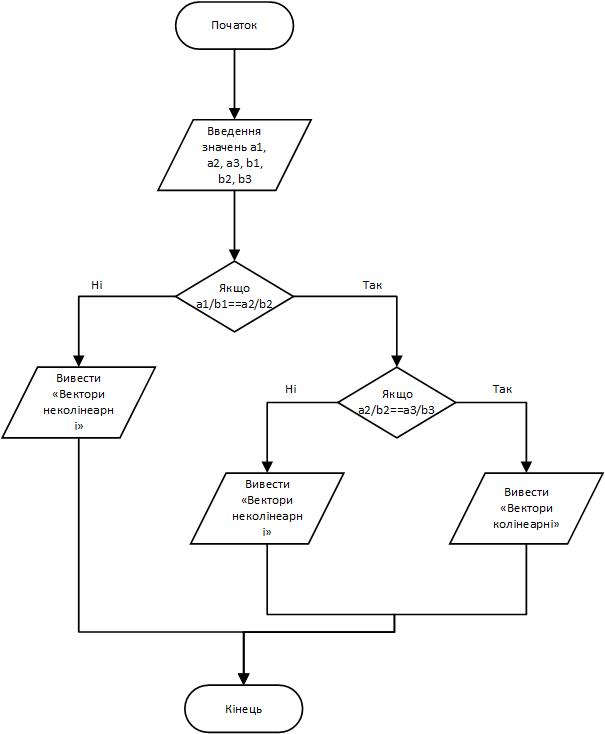 Початок
Введення
значень a1,
a2, a3, b1,
b2, b3
Якщо
a1/b1==a2/b2
Ні
Так
Вивести
«Вектори
неколінеарн
і»
Якщо
a2/b2==a3/b3
Ні
Так
Вивести
«Вектори
неколінеарн
і»
Вивести
«Вектори
колінеарні»
Кінець